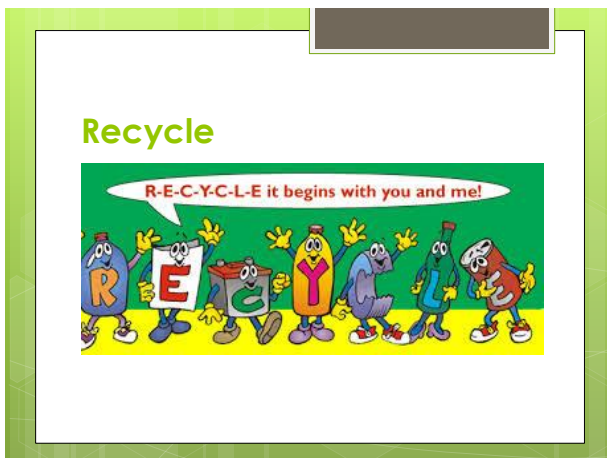 Recycle
R-E-C-Y-C-L-E it begins with you and me!
R E C Y C L E